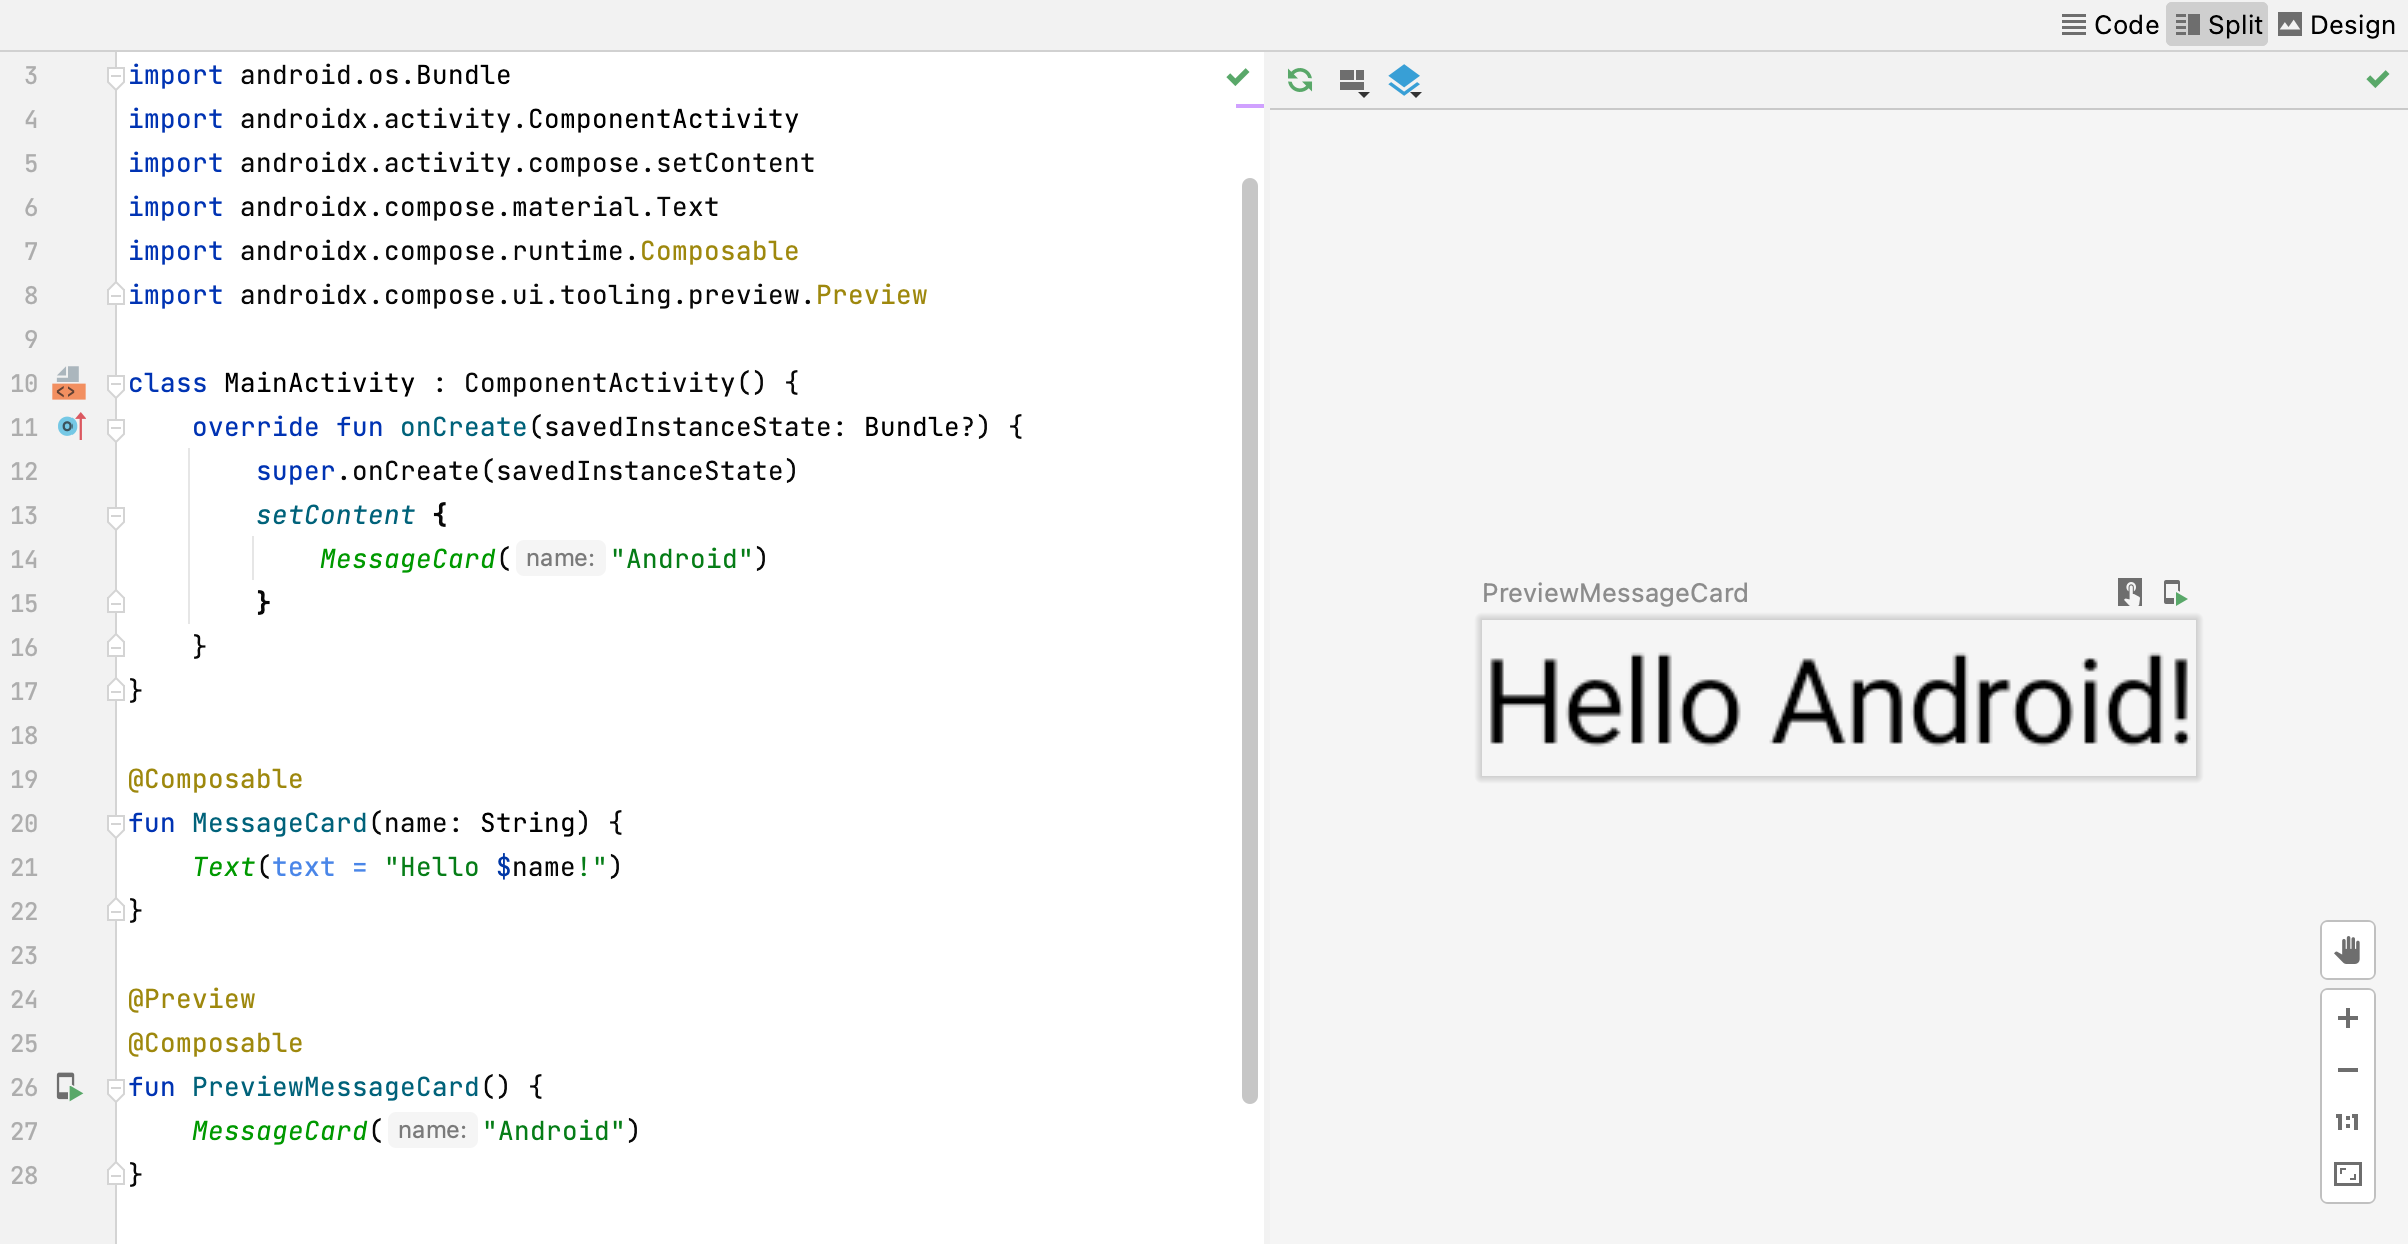 Code Split Design
3 import android.os.Bundle
4 import androidx.activity.ComponentActivity
5 import androidx.activity.compose.setContent
6 import androidx.compose.material.Text
7 import androidx.compose.runtime.Composable
8 import androidx.compose.ui.tooling.preview.Preview
9
10 class MainActivity : ComponentActivity() {
11     override fun onCreate(savedInstanceState: Bundle?) {
12         super.onCreate(savedInstanceState)
13         setContent {
14             MessageCard( name: "Android")
15         }
16     }
17 }
18
19 @Composable
20 fun MessageCard(name: String) {
21     Text(text = "Hello $name!")
22 }
23
24 @Preview
25 @Composable
26 fun PreviewMessageCard() {
27     MessageCard( name: "Android")
28 }
PreviewMessageCard
Hello Android!
1:1